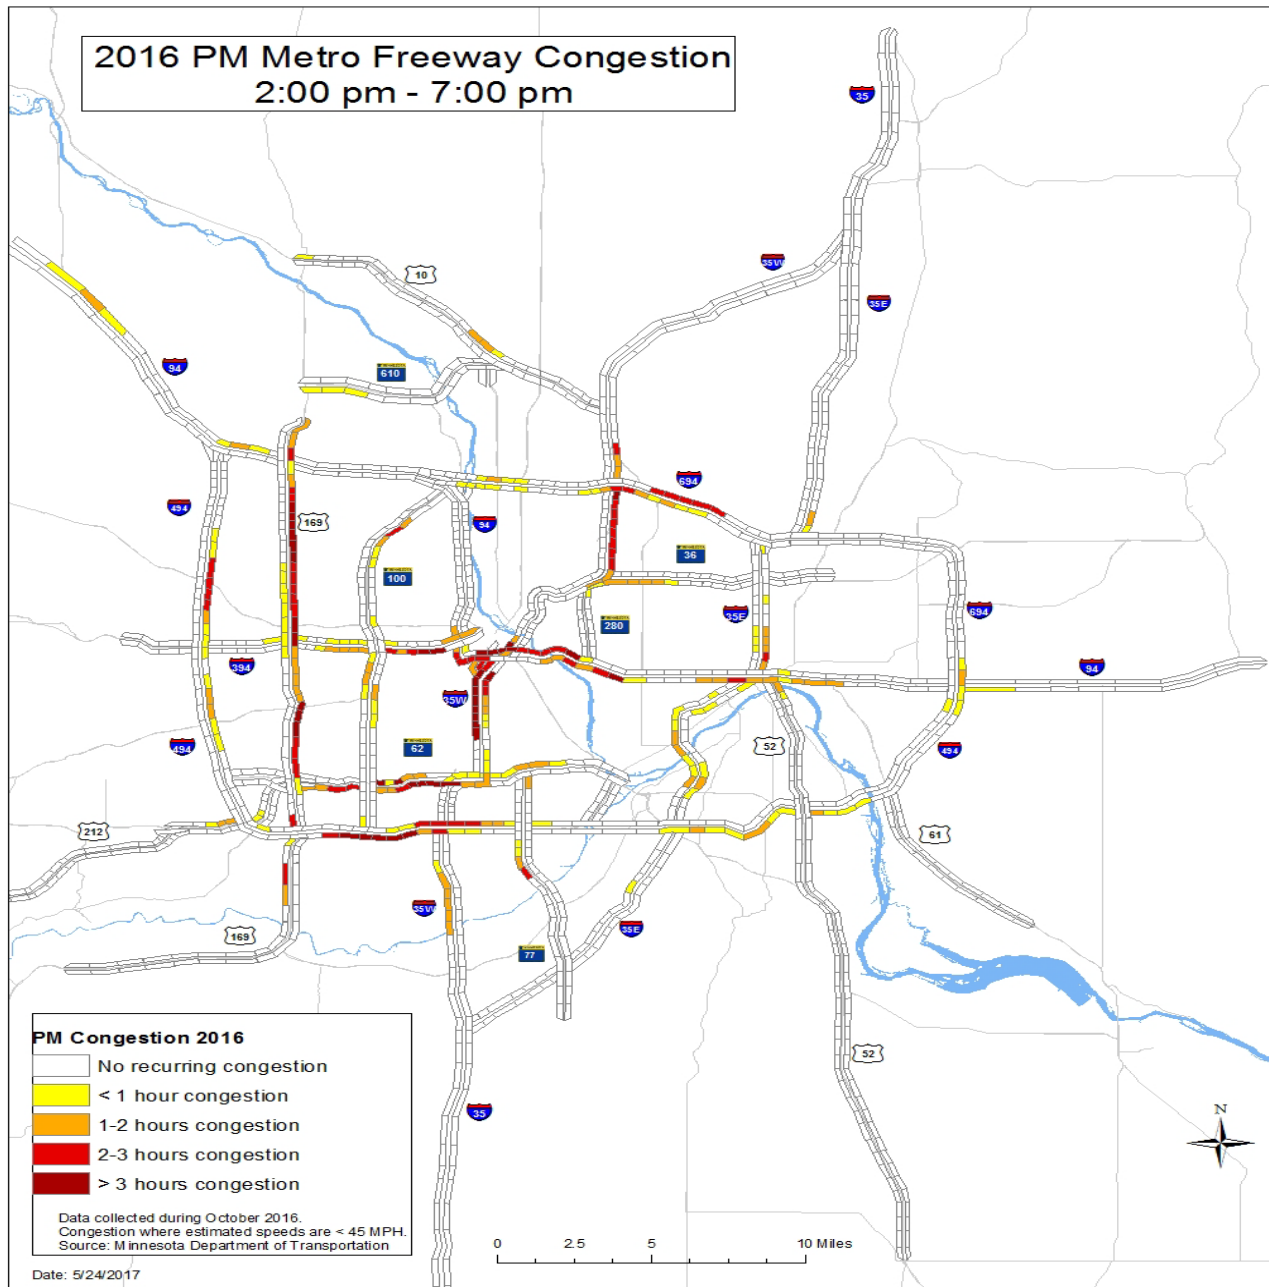 2016 PM Metro Freeway Congestion
2:00 pm - 7:00 pm
35
35W
10
35E
94
610
694
494
169
94
36
100
35E
694
280
394
94
35W
494
62
52
494
212
61
35W
169
35E
77
52
35
PM Congestion 2016
No recurring congestion
< 1 hour congestion
1-2 hours congestion
2-3 hours congestion
> 3 hours congestion
Data collected during October 2016.
Congestion where estimated speeds are < 45 MPH.
Source: Minnesota Department of Transportation
Date: 5/24/2017
0 2.5 5 10 Miles
N